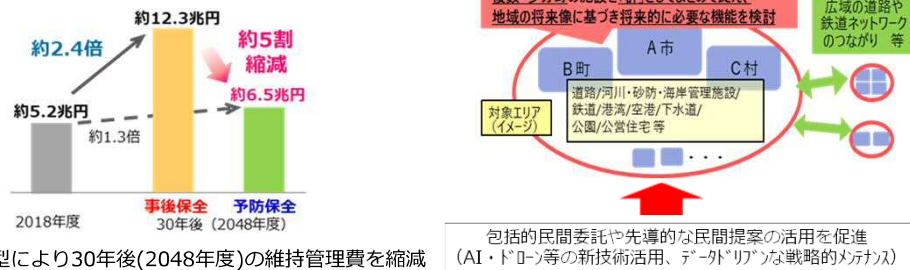 約12.3兆円
約2.4倍
約5割
縮減
約6.5兆円
約5.2兆円
約1.3倍
2018年度
事後保全
予防保全
30年後（2048年度）
型により30年後(2048年度)の維持管理費を縮減
地域の将来像に基づき将来的に必要な機能を検討
広域の道路や
鉄道ネットワーク
のつながり 等
A市
B町
C村
道路/河川・砂防・海岸管理施設/
鉄道/港湾/空港/下水道/
公園/公営住宅 等
対象エリア
（イメージ）
・・・
包括的民間委託や先導的な民間提案の活用を促進
（AI・ドローン等の新技術活用、データドリブンな戦略的メンテナンス）